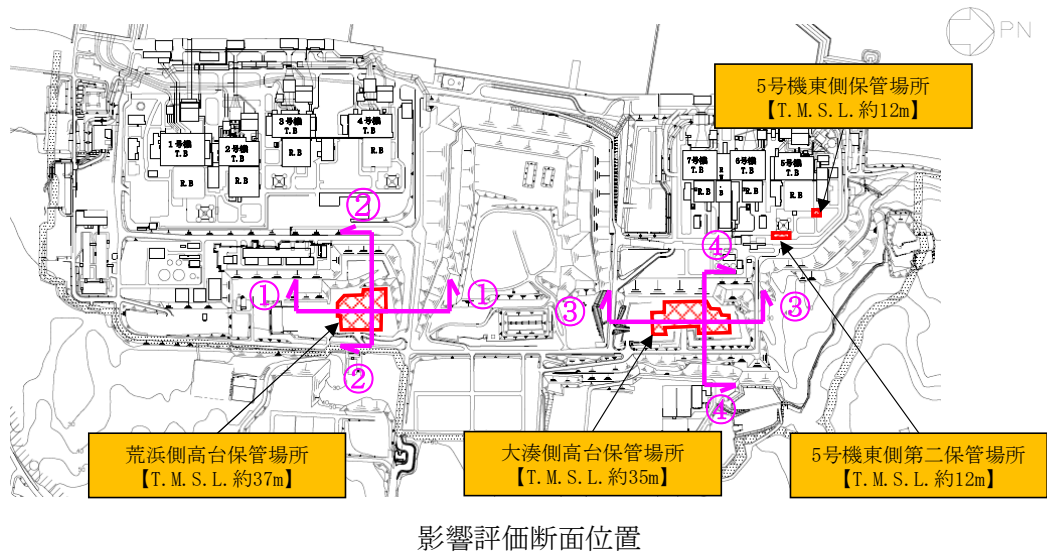 PN
5号機東側保管場所
【T.M.S.L.約12m】
1号機
T.B
2号機
T.B
3号機
T.B
4号機
T.B
R.B
R.B
R.B
R.B
7号機
T.B
6号機
T.B
5号機
T.B
R.B
R.B
R.B
②
④
①
①
③
③
②
④
荒浜側高台保管場所
【T.M.S.L.約37m】
大湊側高台保管場所
【T.M.S.L.約35m】
5号機東側第二保管場所
【T.M.S.L.約12m】
影響評価断面位置